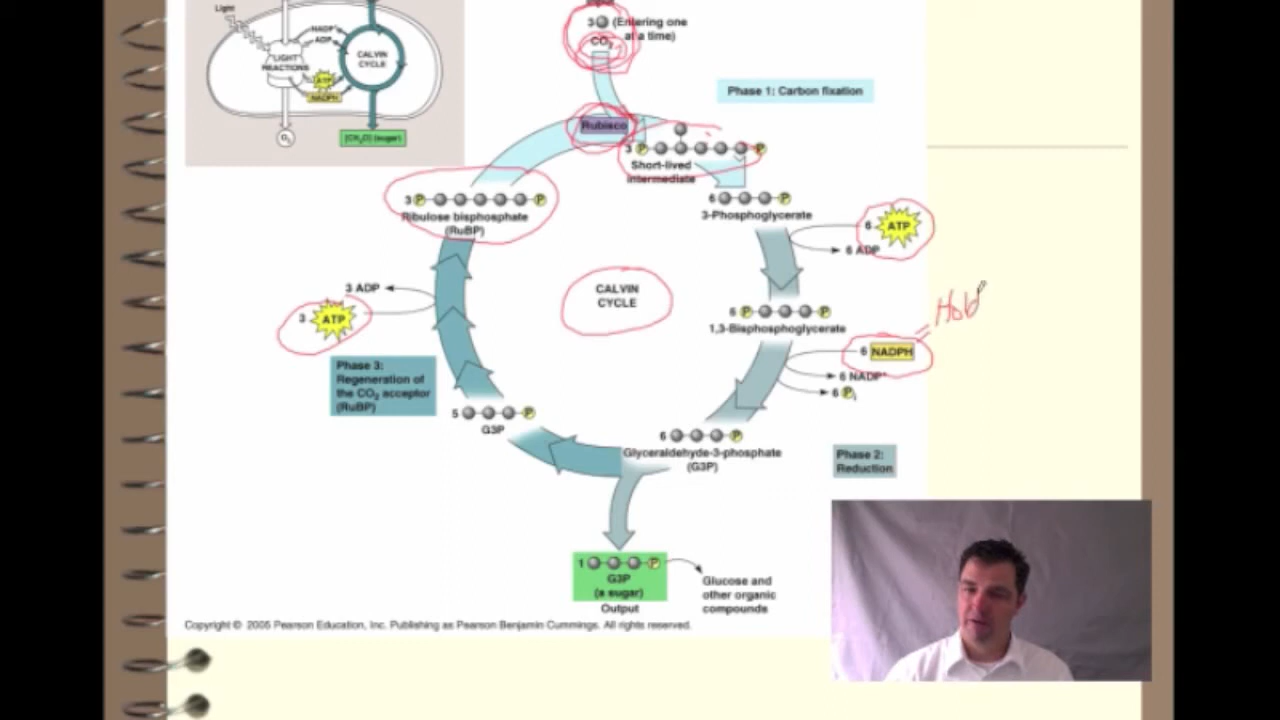 Light
NADP⁺
ADP
LIGHT
REACTIONS
CALVIN
CYCLE
ATP
NADPH
O₂
[CH₂O] (sugar)
3 (Entering one
at a time)
CO₂
Phase 1: Carbon fixation
Rubisco
3 P P
Short-lived
intermediate
3 P P
Ribulose bisphosphate
(RuBP)
6 P
3-Phosphoglycerate
6 ATP
6 ADP
CALVIN
CYCLE
3 ADP
3 ATP
6 P P
1,3-Bisphosphoglycerate
6 NADPH
6 NADP⁺
6 Pᵢ
Phase 3:
Regeneration of
the CO₂ acceptor
(RuBP)
5 P
G3P
6 P
Glyceraldehyde-3-phosphate
(G3P)
Phase 2:
Reduction
1 P
G3P
(a sugar)
Output
Glucose and
other organic
compounds
Copyright © 2005 Pearson Education, Inc. Publishing as Pearson Benjamin Cummings. All rights reserved.